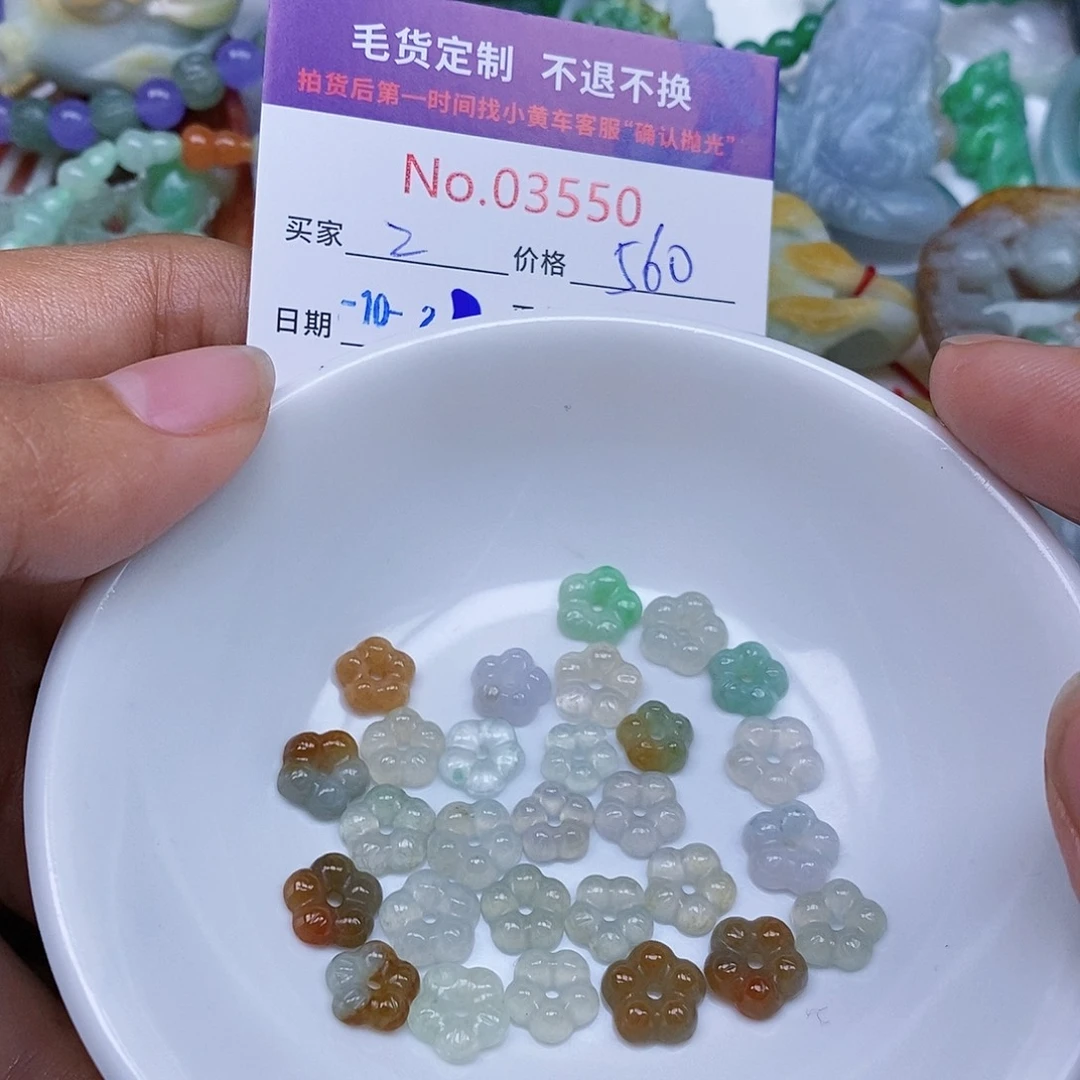 毛货定制 不退不换
拍货后第一时间找小黄车客服“确认抛光”
No.03550
买家 2 价格 560
日期 -10-